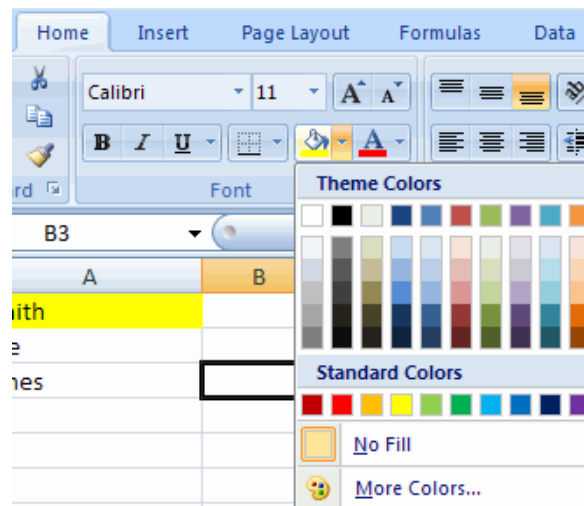 Home Insert Page Layout Formulas Data
Calibri 11 A A
B I U A
rd Font
Theme Colors
B3
A B
ith
e
nes
Standard Colors
No Fill
More Colors...